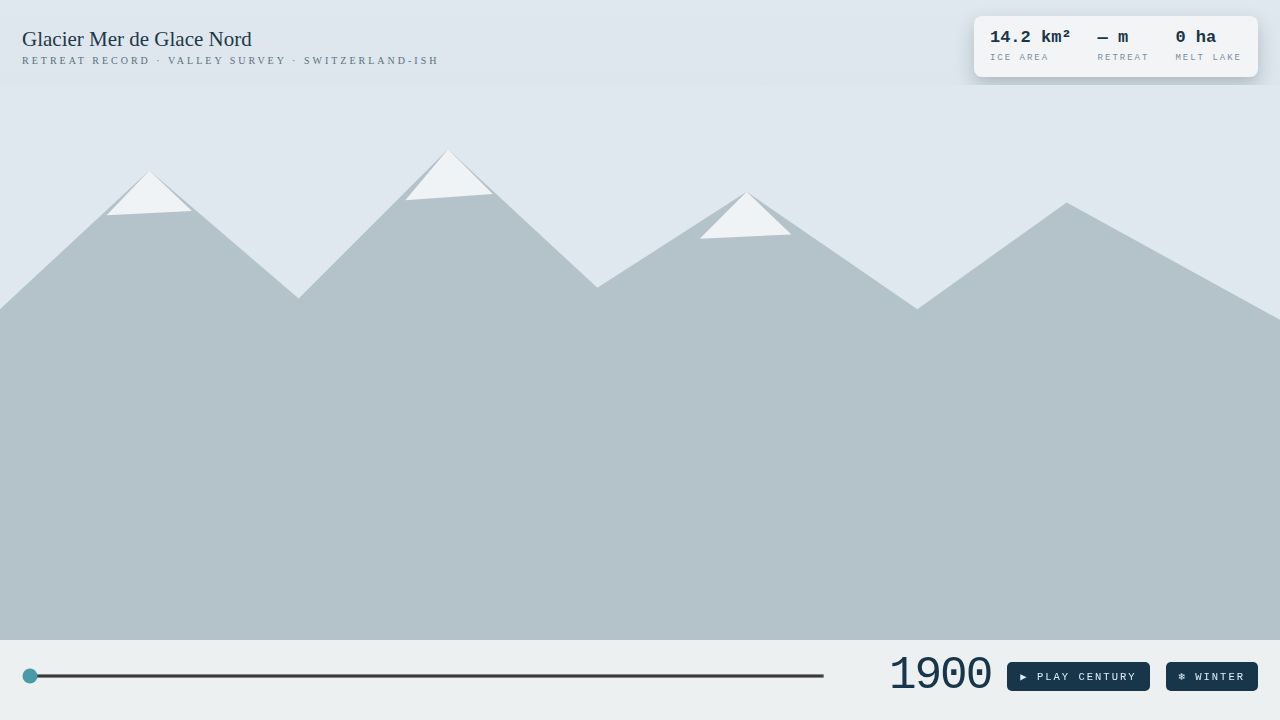 Glacier Mer de Glace Nord
RETREAT RECORD · VALLEY SURVEY · SWITZERLAND-ISH
14.2 km² — m 0 ha
ICE AREA RETREAT MELT LAKE
1900 ▶ PLAY CENTURY ❄ WINTER